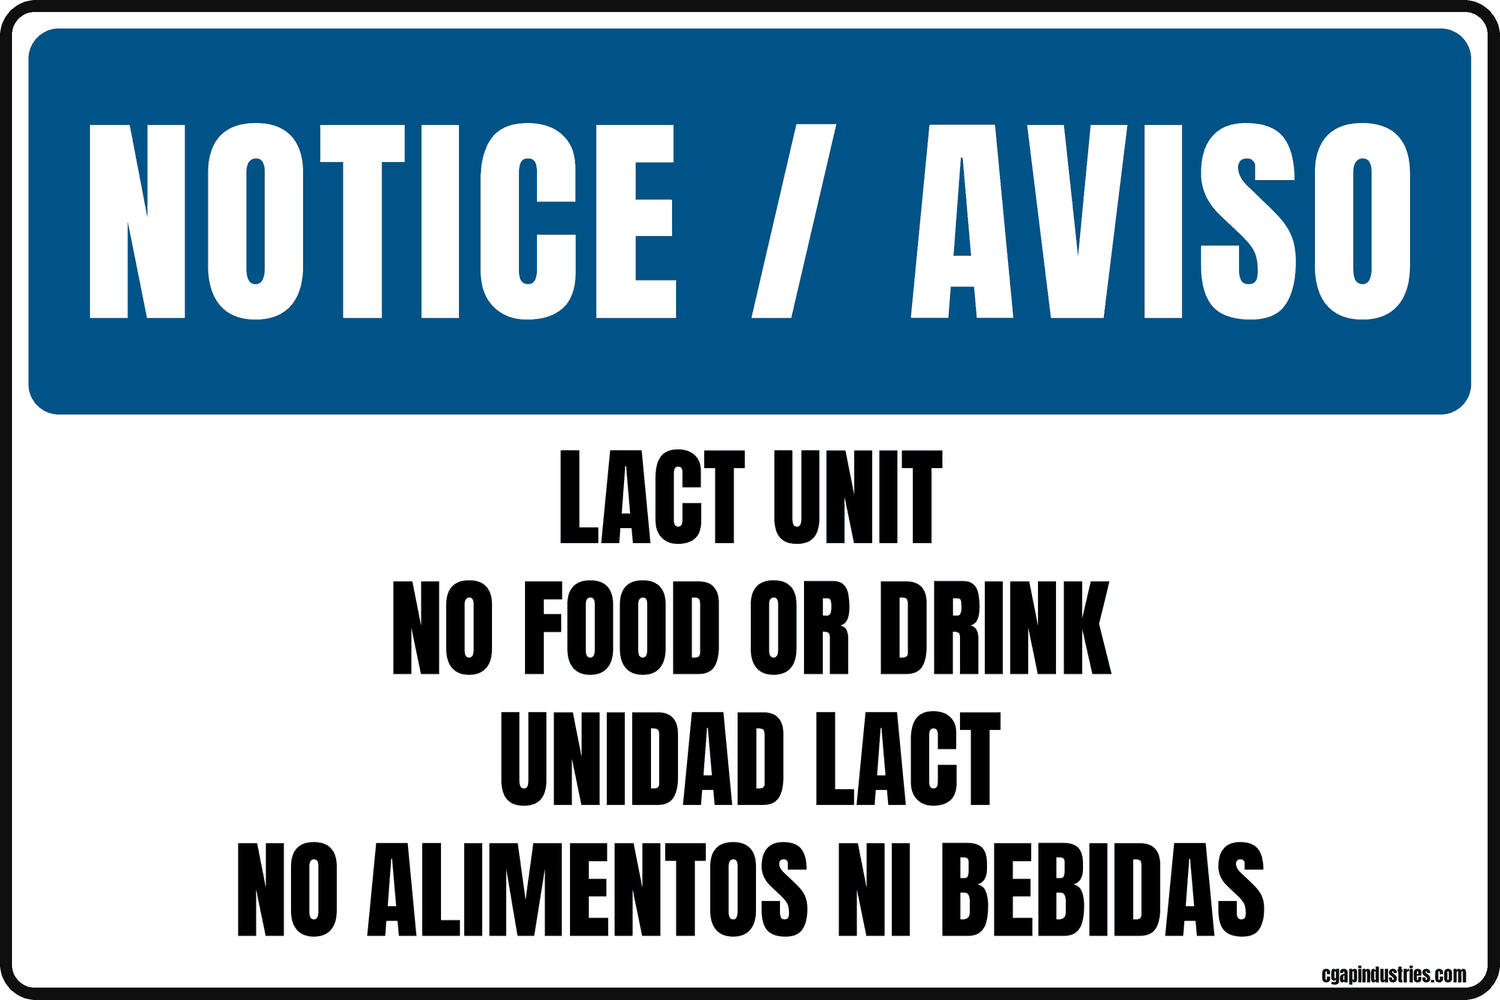 NOTICE / AVISO
LACT UNIT
NO FOOD OR DRINK
UNIDAD LACT
NO ALIMENTOS NI BEBIDAS
cgapindustries.com